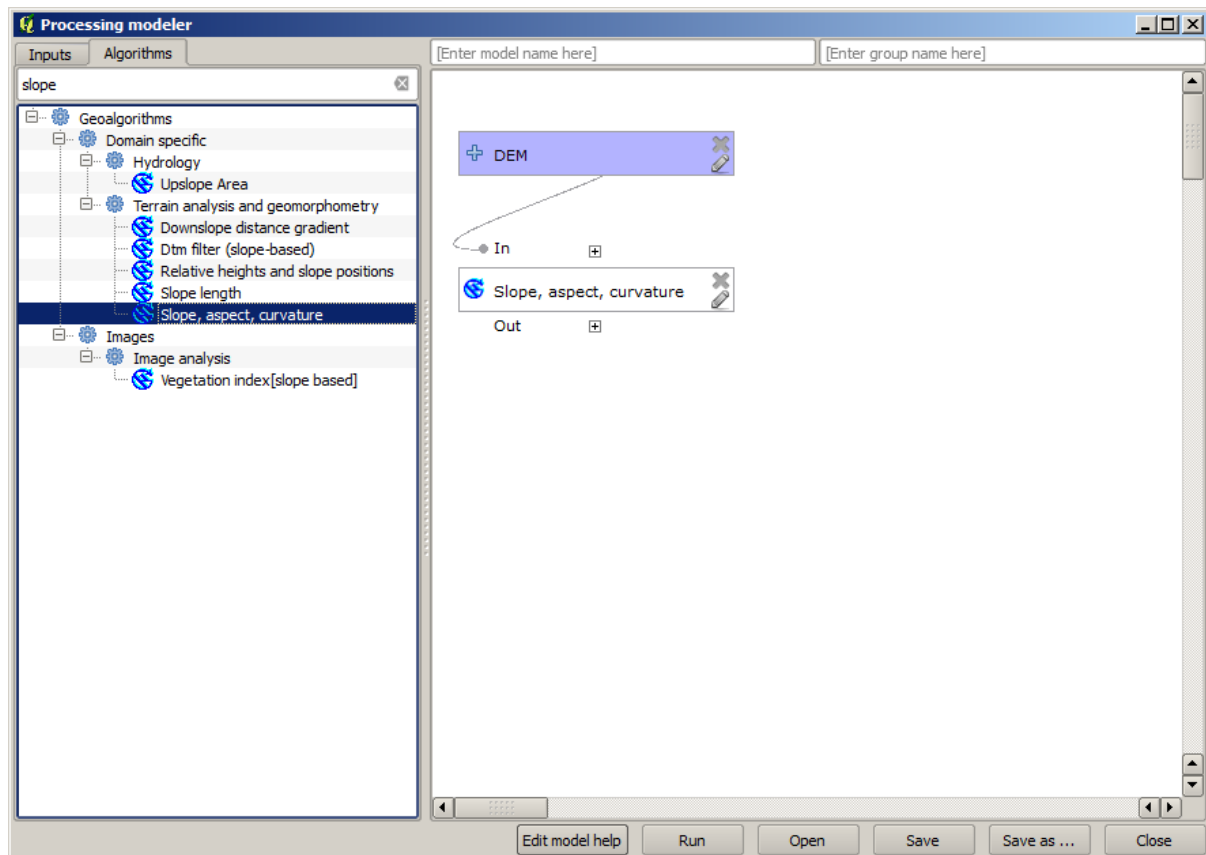 Processing modeler
Inputs
Algorithms
[Enter model name here]
[Enter group name here]
slope
Geoalgorithms
Domain specific
Hydrology
Upslope Area
Terrain analysis and geomorphometry
Downslope distance gradient
Dtm filter (slope-based)
Relative heights and slope positions
Slope length
Slope, aspect, curvature
Images
Image analysis
Vegetation index[slope based]
DEM
In
Slope, aspect, curvature
Out
Edit model help
Run
Open
Save
Save as ...
Close